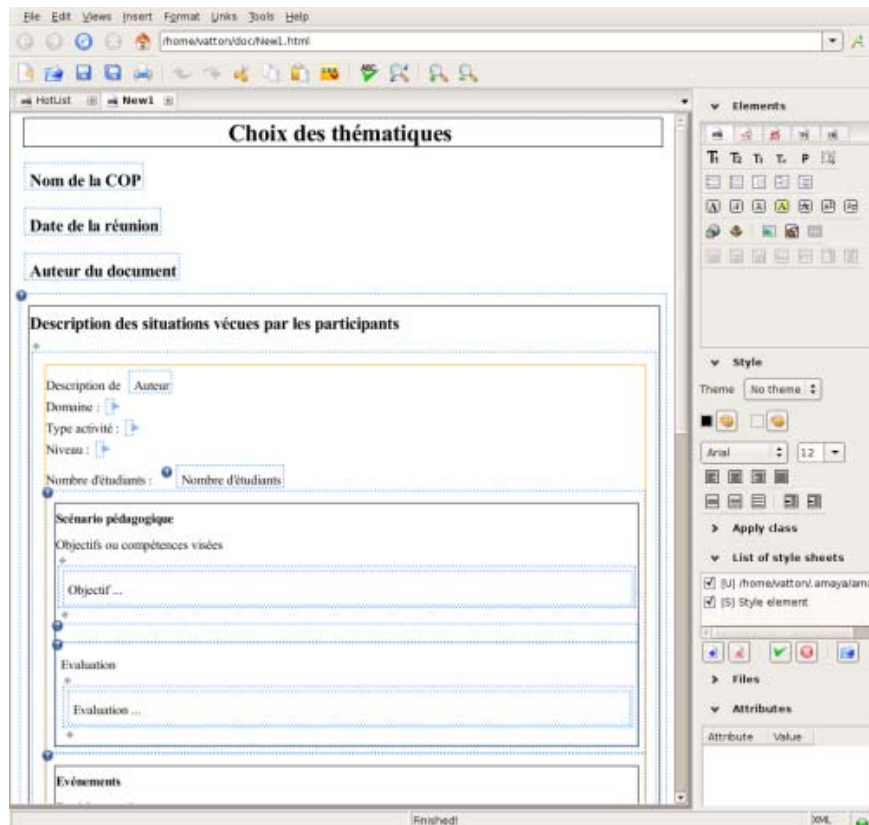 File Edit Views Insert Format Links Tools Help
/home/vatton/doc/New1.html
HotList New1
Choix des thématiques
Nom de la COP
Date de la réunion
Auteur du document
Description des situations vécues par les participants
Description de Auteur
Domaine :
Type activité :
Niveau :
Nombre d'étudiants : Nombre d'étudiants
Scénario pédagogique
Objectifs ou compétences visées
Objectif ...
Evaluation
Evaluation ...
Evénements
Elements
Style
Theme No theme
Arial 12
Apply class
List of style sheets
[U] /home/vatton/.amaya/ama
[S] Style element
Files
Attributes
Attribute Value
Finished!
XML